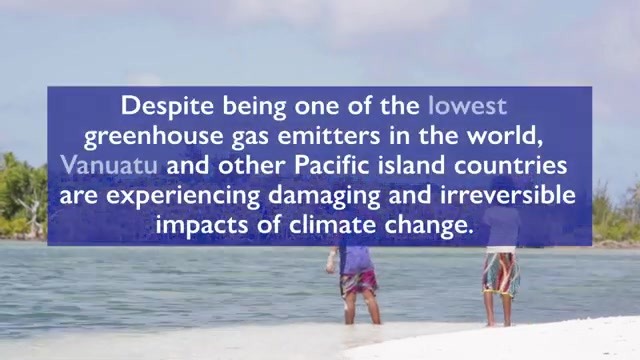 Despite being one of the lowest
greenhouse gas emitters in the world,
Vanuatu and other Pacific island countries
are experiencing damaging and irreversible
impacts of climate change.